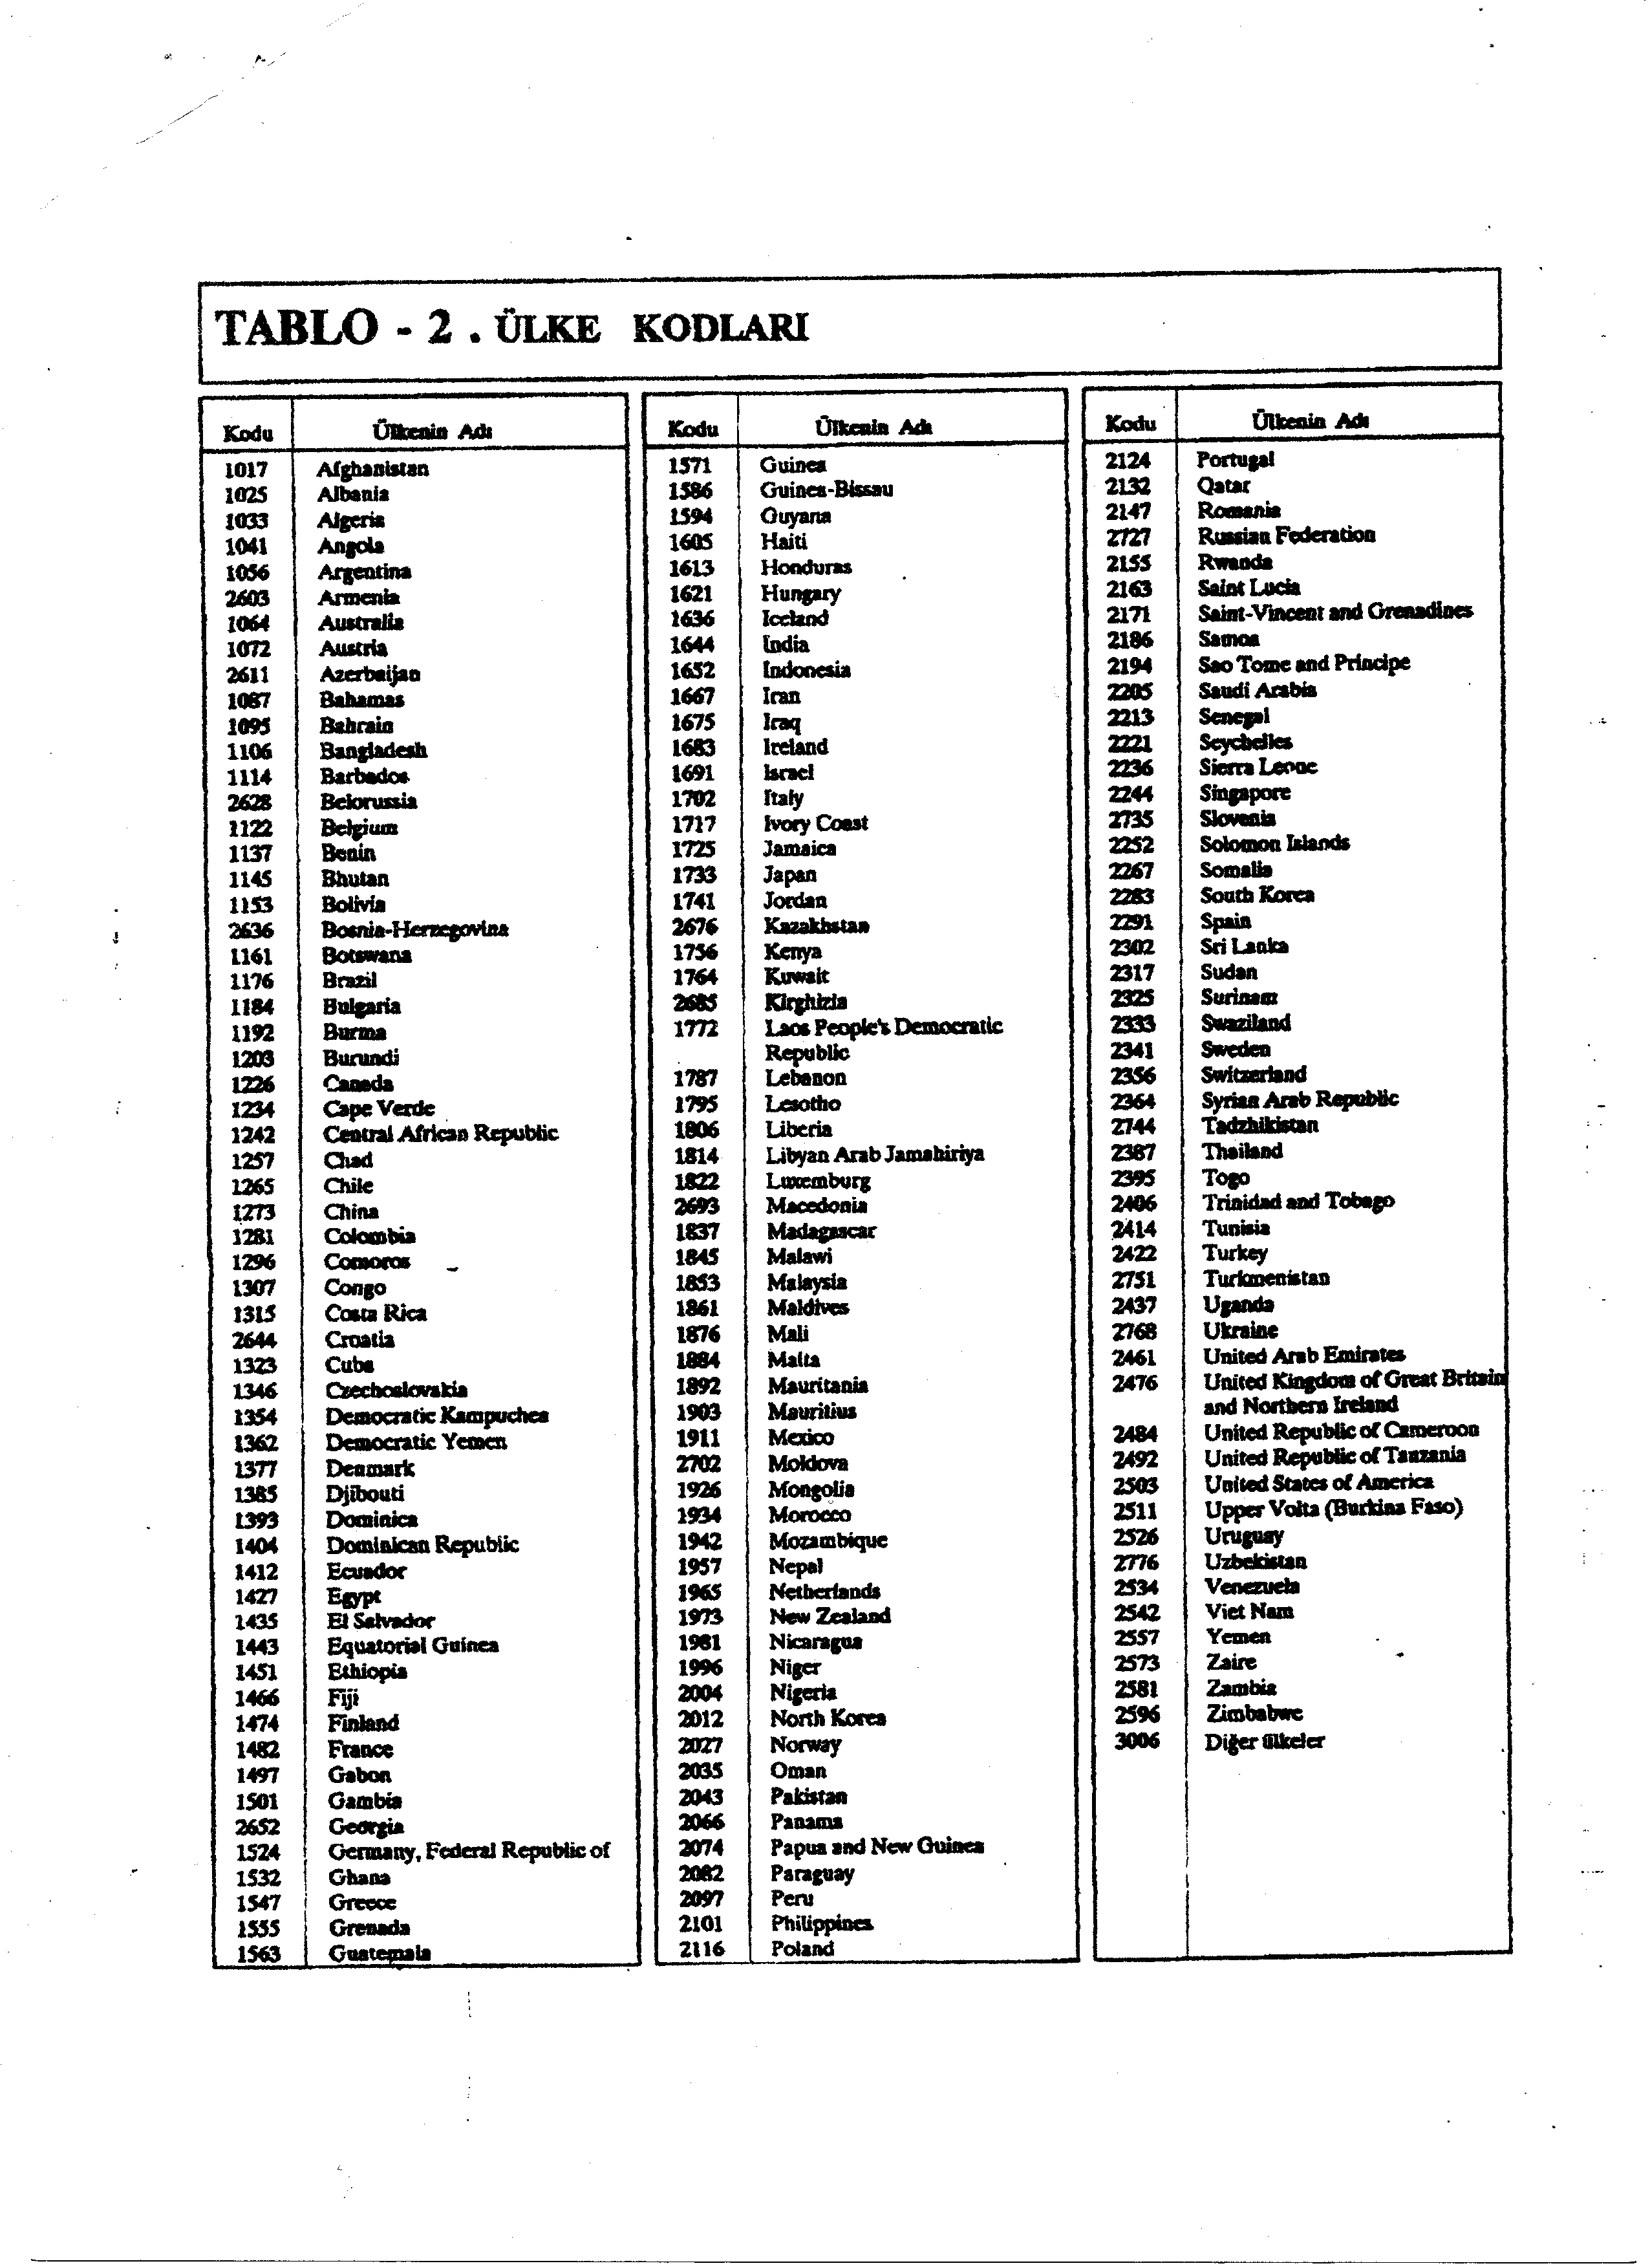 TABLO - 2 . ÜLKE KODLARI
Kodu Ülkenin Adı
1017 Afghanistan
1025 Albania
1033 Algeria
1041 Angola
1056 Argentina
2603 Armenia
1064 Australia
1072 Austria
2611 Azerbaijan
1087 Bahamas
1095 Bahrain
1106 Bangladesh
1114 Barbados
2628 Belorussia
1122 Belgium
1137 Benin
1145 Bhutan
1153 Bolivia
2636 Bosnia-Herzegovina
1161 Botswana
1176 Brazil
1184 Bulgaria
1192 Burma
1203 Burundi
1226 Canada
1234 Cape Verde
1242 Central African Republic
1257 Chad
1265 Chile
1273 China
1281 Colombia
1296 Comoros
1307 Congo
1315 Costa Rica
2644 Croatia
1323 Cuba
1346 Czechoslovakia
1354 Democratic Kampuchea
1362 Democratic Yemen
1377 Denmark
1385 Djibouti
1393 Dominica
1404 Dominican Republic
1412 Ecuador
1427 Egypt
1435 El Salvador
1443 Equatorial Guinea
1451 Ethiopia
1466 Fiji
1474 Finland
1482 France
1497 Gabon
1501 Gambia
2652 Georgia
1524 Germany, Federal Republic of
1532 Ghana
1547 Greece
1555 Grenada
1563 Guatemala
Kodu Ülkenin Adı
1571 Guinea
1586 Guinea-Bissau
1594 Guyana
1605 Haiti
1613 Honduras
1621 Hungary
1636 Iceland
1644 India
1652 Indonesia
1667 Iran
1675 Iraq
1683 Ireland
1691 Israel
1702 Italy
1717 Ivory Coast
1725 Jamaica
1733 Japan
1741 Jordan
2676 Kazakhstan
1756 Kenya
1764 Kuwait
2685 Kirghizia
1772 Laos People's Democratic
Republic
1787 Lebanon
1795 Lesotho
1806 Liberia
1814 Libyan Arab Jamahiriya
1822 Luxemburg
2693 Macedonia
1837 Madagascar
1845 Malawi
1853 Malaysia
1861 Maldives
1876 Mali
1884 Malta
1892 Mauritania
1903 Mauritius
1911 Mexico
2702 Moldova
1926 Mongolia
1934 Morocco
1942 Mozambique
1957 Nepal
1965 Netherlands
1973 New Zealand
1981 Nicaragua
1996 Niger
2004 Nigeria
2012 North Korea
2027 Norway
2035 Oman
2043 Pakistan
2066 Panama
2074 Papua and New Guinea
2082 Paraguay
2097 Peru
2101 Philippines
2116 Poland
Kodu Ülkenin Adı
2124 Portugal
2132 Qatar
2147 Romania
2727 Russian Federation
2155 Rwanda
2163 Saint Lucia
2171 Saint-Vincent and Grenadines
2186 Samoa
2194 Sao Tome and Principe
2205 Saudi Arabia
2213 Senegal
2221 Seychelles
2236 Sierra Leone
2244 Singapore
2735 Slovenia
2252 Solomon Islands
2267 Somalia
2283 South Korea
2291 Spain
2302 Sri Lanka
2317 Sudan
2325 Surinam
2333 Swaziland
2341 Sweden
2356 Switzerland
2364 Syrian Arab Republic
2744 Tadzhikistan
2387 Thailand
2395 Togo
2406 Trinidad and Tobago
2414 Tunisia
2422 Turkey
2751 Turkmenistan
2437 Uganda
2768 Ukraine
2461 United Arab Emirates
2476 United Kingdom of Great Britain
and Northern Ireland
2484 United Republic of Cameroon
2492 United Republic of Tanzania
2503 United States of America
2511 Upper Volta (Burkina Faso)
2526 Uruguay
2776 Uzbekistan
2534 Venezuela
2542 Viet Nam
2557 Yemen
2573 Zaire
2581 Zambia
2596 Zimbabwe
3006 Diğer ülkeler